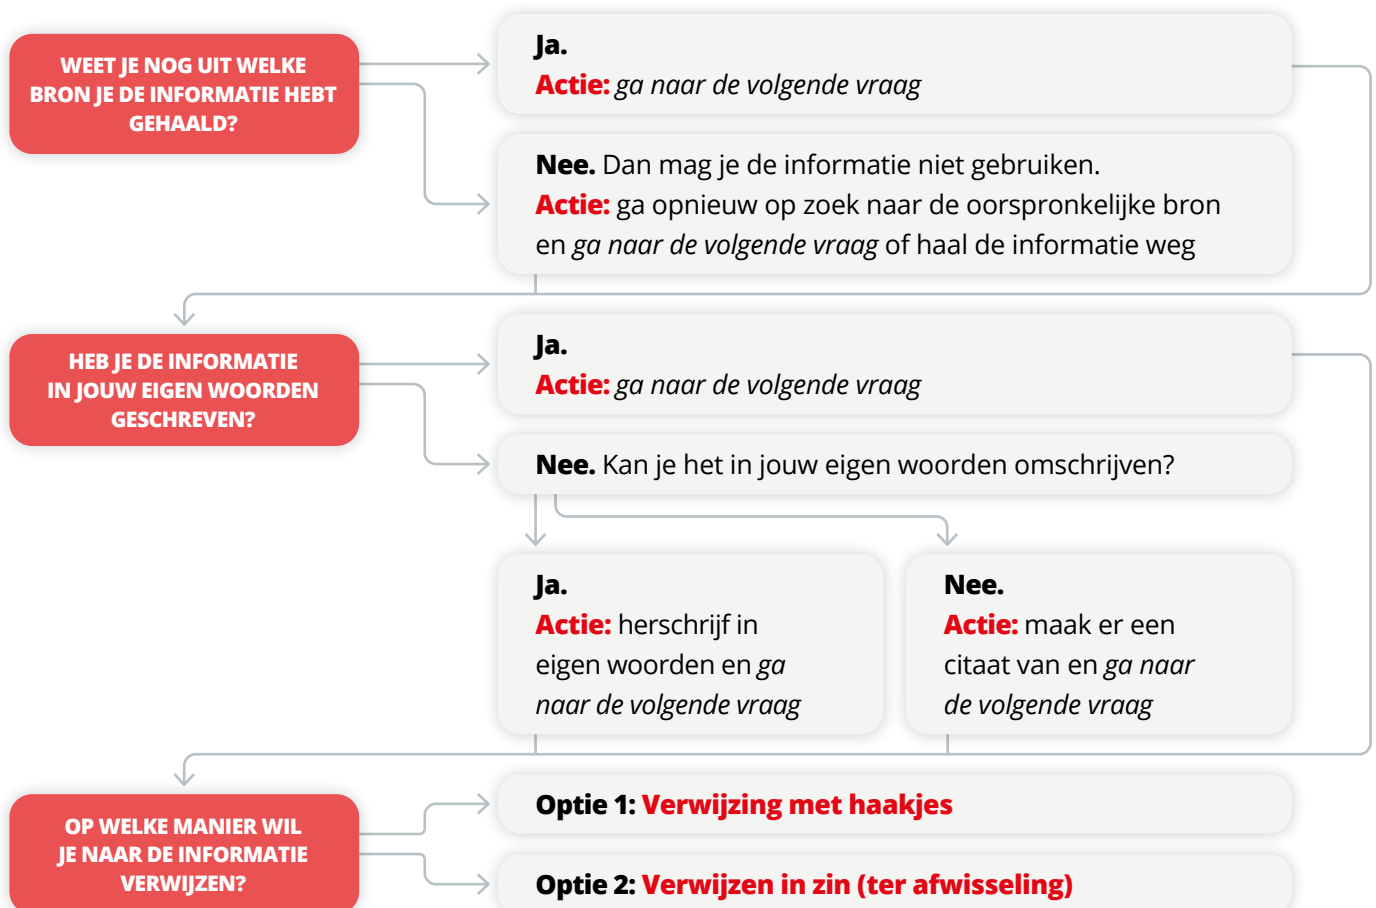 WEET JE NOG UIT WELKE
BRON JE DE INFORMATIE HEBT
GEHAALD?
Ja.
Actie: ga naar de volgende vraag
Nee. Dan mag je de informatie niet gebruiken.
Actie: ga opnieuw op zoek naar de oorspronkelijke bron
en ga naar de volgende vraag of haal de informatie weg
HEB JE DE INFORMATIE
IN JOUW EIGEN WOORDEN
GESCHREVEN?
Ja.
Actie: ga naar de volgende vraag
Nee. Kan je het in jouw eigen woorden omschrijven?
Ja.
Actie: herschrijf in
eigen woorden en ga
naar de volgende vraag
Nee.
Actie: maak er een
citaat van en ga naar
de volgende vraag
OP WELKE MANIER WIL
JE NAAR DE INFORMATIE
VERWIJZEN?
Optie 1: Verwijzing met haakjes
Optie 2: Verwijzen in zin (ter afwisseling)